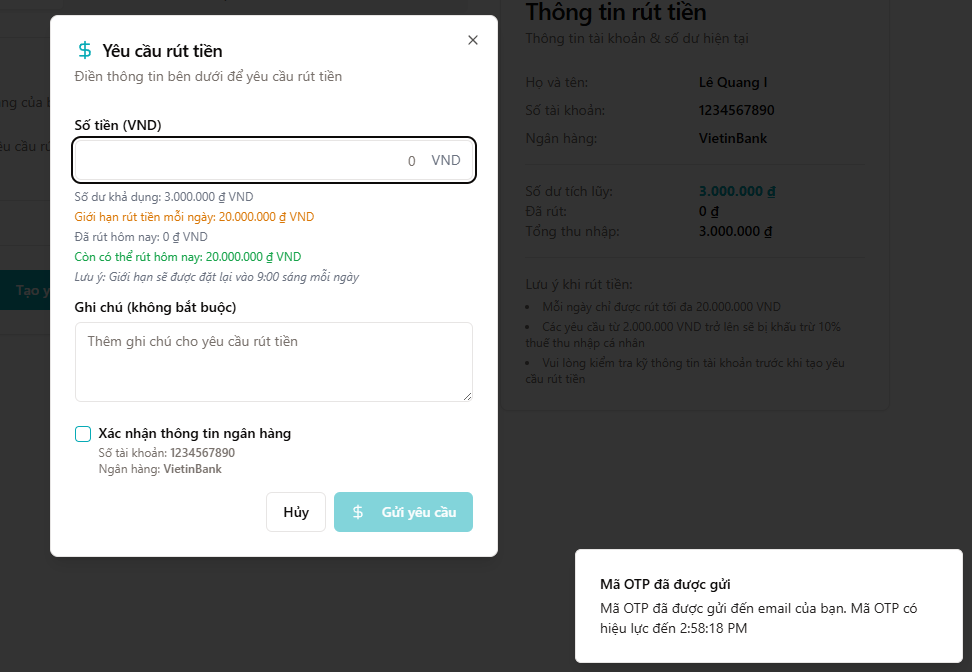 Yêu cầu rút tiền
Điền thông tin bên dưới để yêu cầu rút tiền
Số tiền (VND)
0 VND
Số dư khả dụng: 3.000.000 ₫ VND
Giới hạn rút tiền mỗi ngày: 20.000.000 ₫ VND
Đã rút hôm nay: 0 ₫ VND
Còn có thể rút hôm nay: 20.000.000 ₫ VND
Lưu ý: Giới hạn sẽ được đặt lại vào 9:00 sáng mỗi ngày
Ghi chú (không bắt buộc)
Thêm ghi chú cho yêu cầu rút tiền
Xác nhận thông tin ngân hàng
Số tài khoản: 1234567890
Ngân hàng: VietinBank
Hủy
$ Gửi yêu cầu
Thông tin rút tiền
Thông tin tài khoản & số dư hiện tại
Họ và tên: Lê Quang I
Số tài khoản: 1234567890
Ngân hàng: VietinBank
Số dư tích lũy: 3.000.000 ₫
Đã rút: 0 ₫
Tổng thu nhập: 3.000.000 ₫
Lưu ý khi rút tiền:
• Mỗi ngày chỉ được rút tối đa 20.000.000 VND
• Các yêu cầu từ 2.000.000 VND trở lên sẽ bị khấu trừ 10%
thuế thu nhập cá nhân
• Vui lòng kiểm tra kỹ thông tin tài khoản trước khi tạo yêu
cầu rút tiền
ng của
ầu rú
Tạo y
Mã OTP đã được gửi
Mã OTP đã được gửi đến email của bạn. Mã OTP có
hiệu lực đến 2:58:18 PM